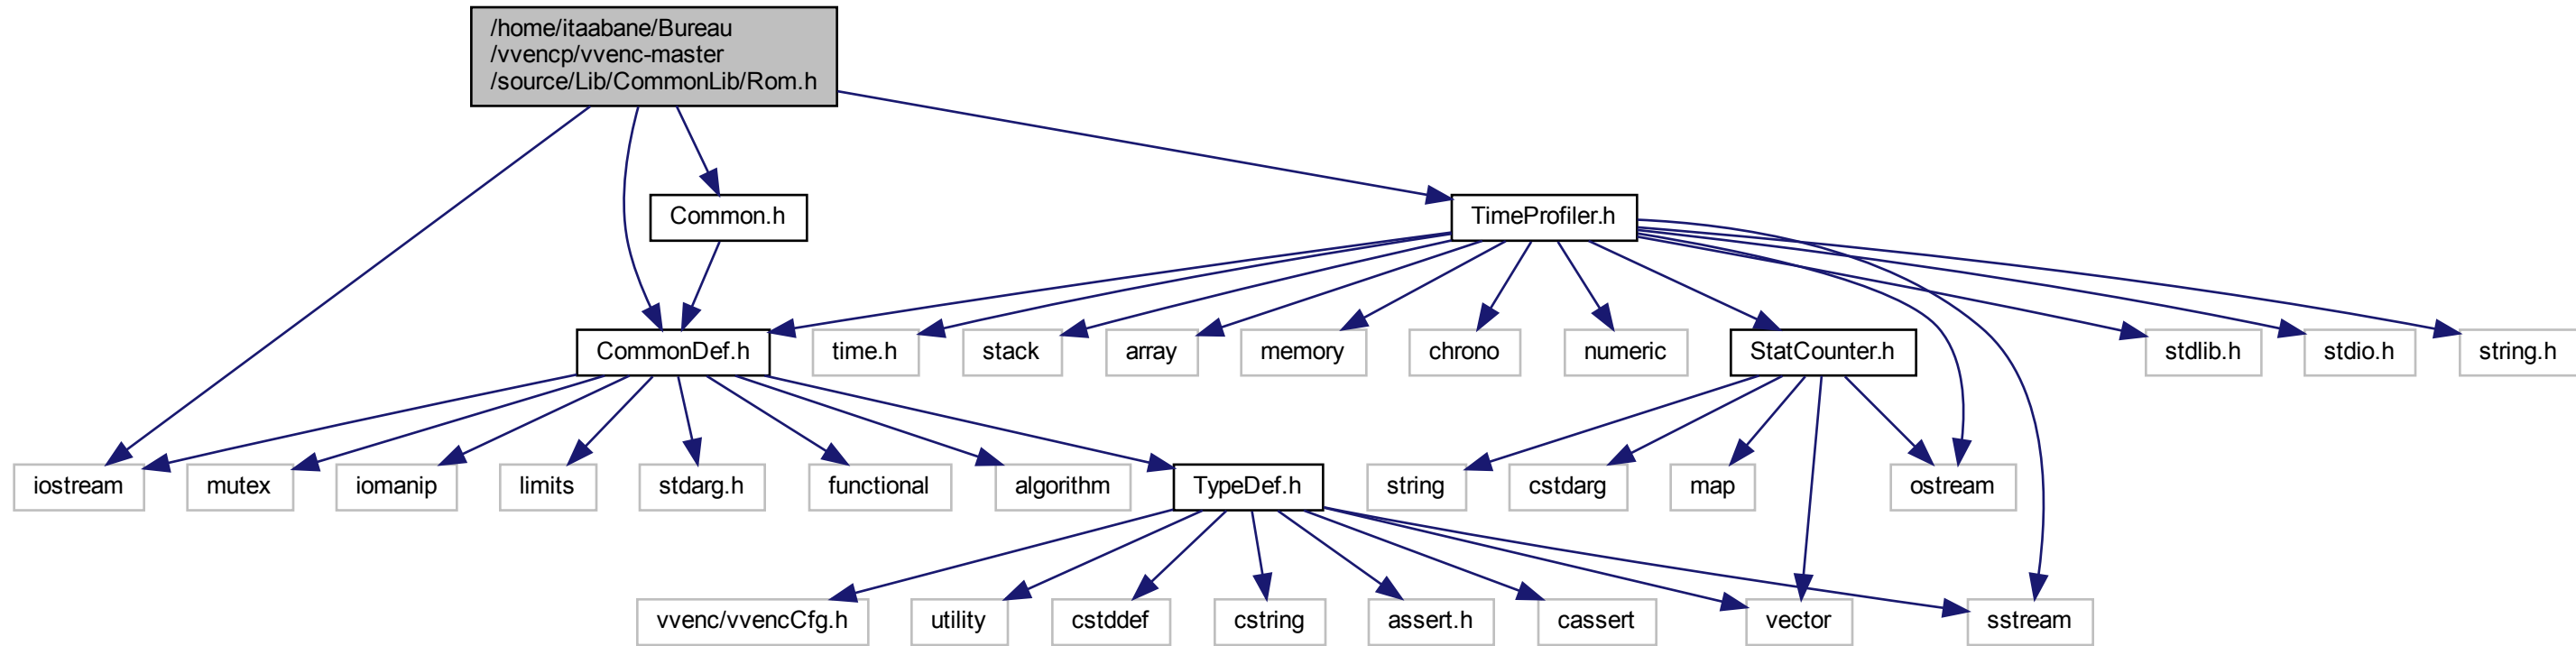 /home/itaabane/Bureau
/vvencp/vvenc-master
/source/Lib/CommonLib/Rom.h
Common.h
TimeProfiler.h
CommonDef.h
time.h
stack
array
memory
chrono
numeric
StatCounter.h
stdlib.h
stdio.h
string.h
iostream
mutex
iomanip
limits
stdarg.h
functional
algorithm
TypeDef.h
string
cstdarg
map
ostream
vvenc/vvencCfg.h
utility
cstddef
cstring
assert.h
cassert
vector
sstream